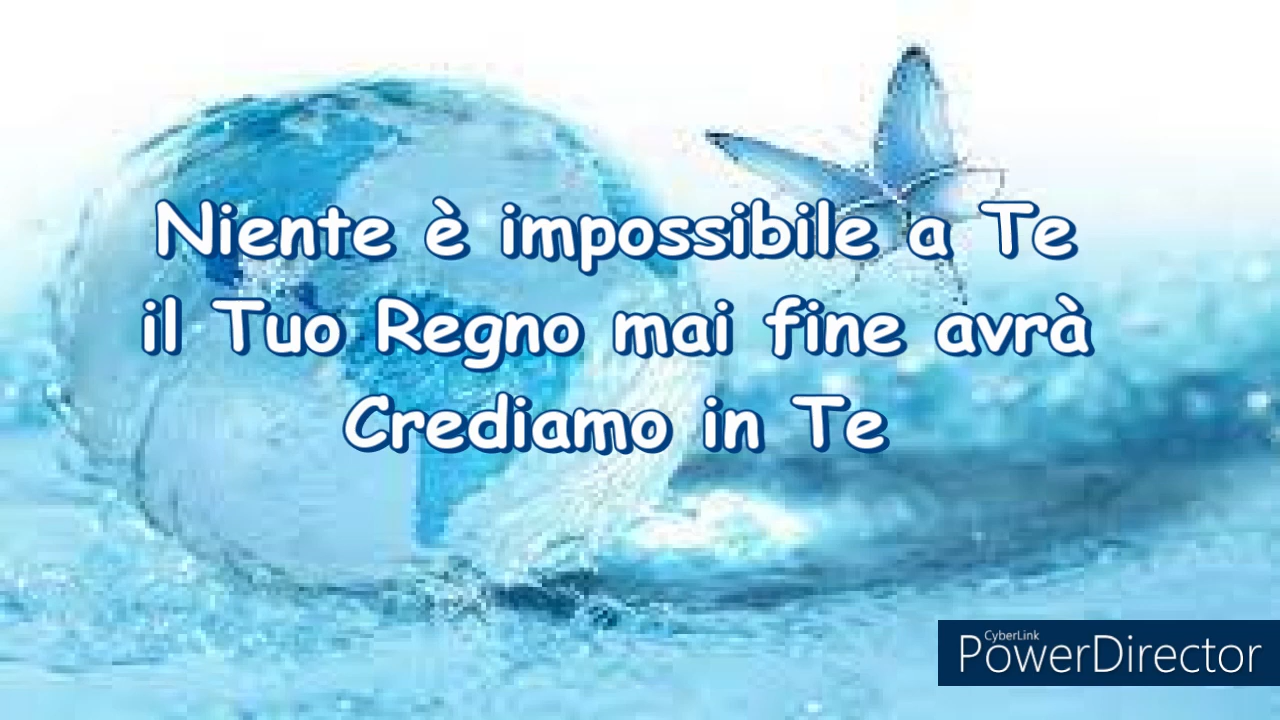 Niente è impossibile a Te
il Tuo Regno mai fine avrà
Crediamo in Te
CyberLink
PowerDirector